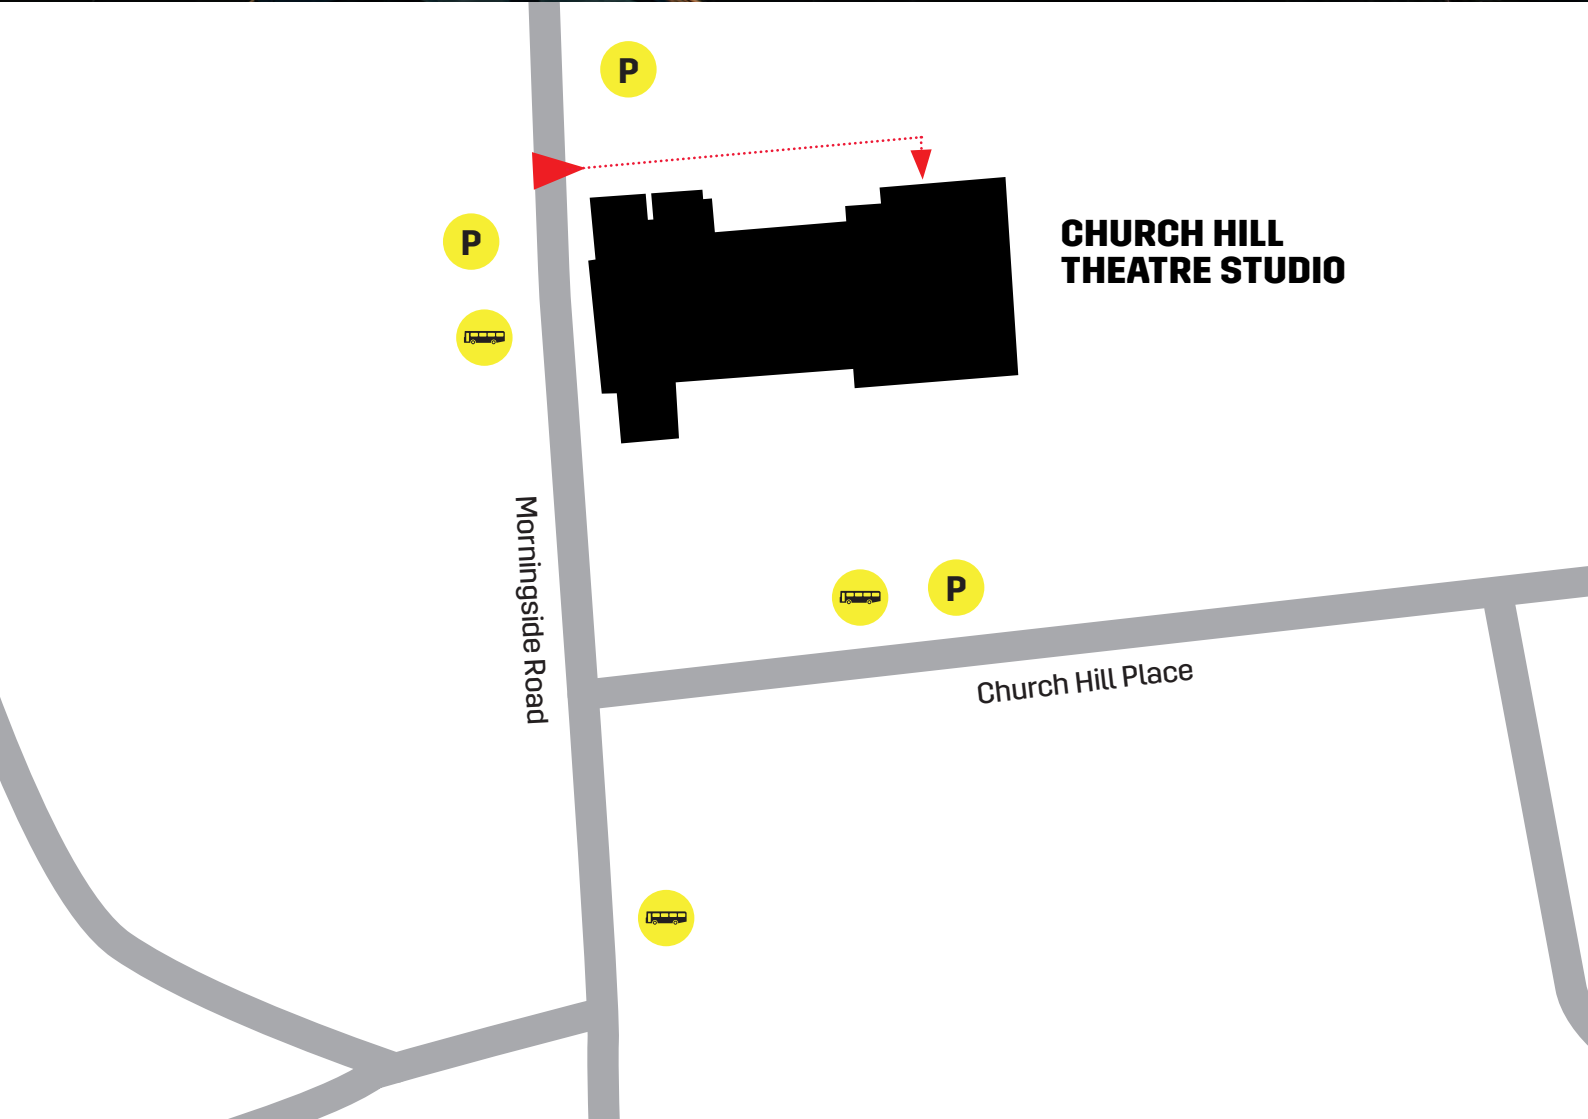 P
P
CHURCH HILL
THEATRE STUDIO
Morningside Road
P
Church Hill Place